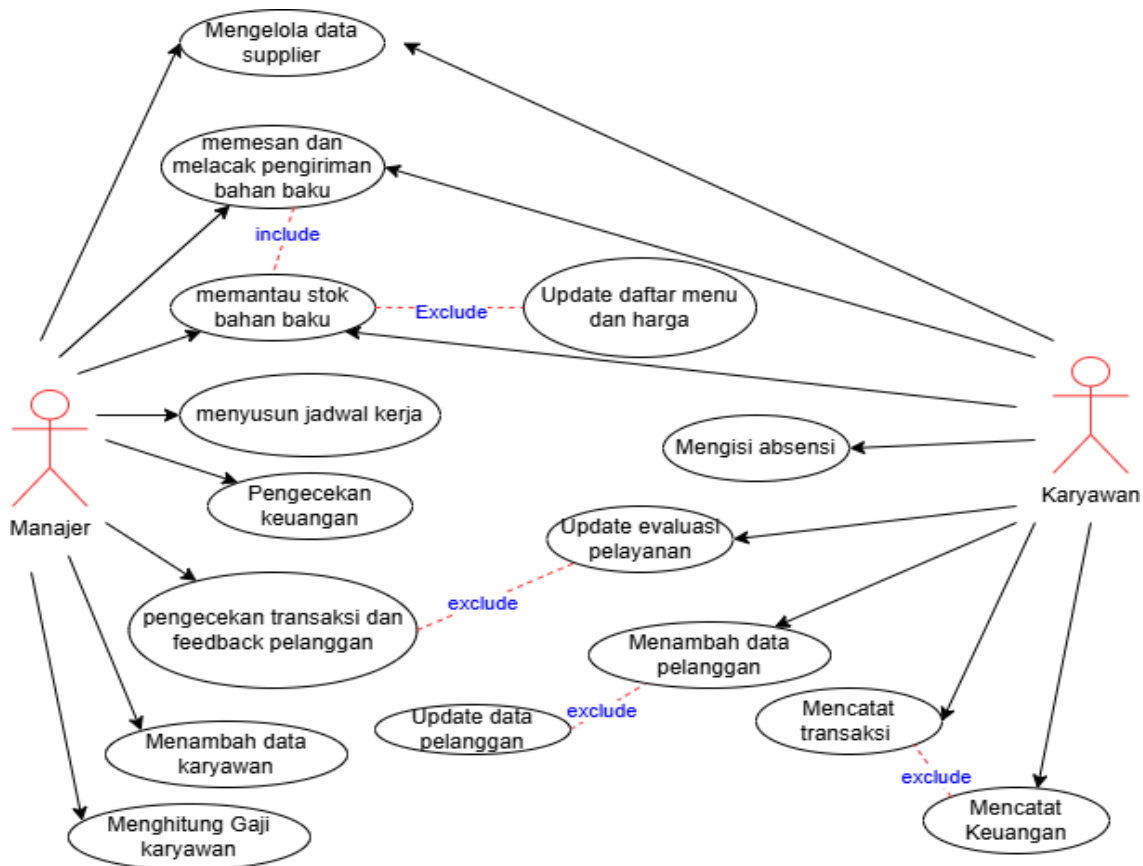 Mengelola data
supplier
memesan dan
melacak pengiriman
bahan baku
include
memantau stok
bahan baku
Exclude
Update daftar menu
dan harga
menyusun jadwal kerja
Mengisi absensi
Pengecekan
keuangan
Manajer
Karyawan
Update evaluasi
pelayanan
exclude
pengecekan transaksi dan
feedback pelanggan
Menambah data
pelanggan
exclude
Update data
pelanggan
Mencatat
transaksi
Menambah data
karyawan
exclude
Menghitung Gaji
karyawan
Mencatat
Keuangan